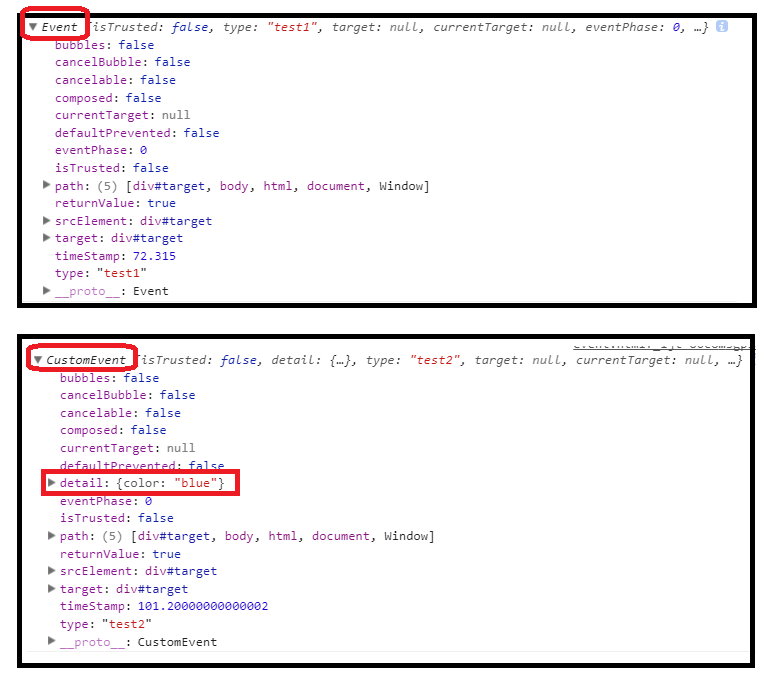 ▼ Event {isTrusted: false, type: "test1", target: null, currentTarget: null, eventPhase: 0, …} i
bubbles: false
cancelBubble: false
cancelable: false
composed: false
currentTarget: null
defaultPrevented: false
eventPhase: 0
isTrusted: false
▶ path: (5) [div#target, body, html, document, Window]
returnValue: true
▶ srcElement: div#target
▶ target: div#target
timeStamp: 72.315
type: "test1"
▶ __proto__: Event
▼ CustomEvent {isTrusted: false, detail: {…}, type: "test2", target: null, currentTarget: null, …}
bubbles: false
cancelBubble: false
cancelable: false
composed: false
currentTarget: null
defaultPrevented: false
▶ detail: {color: "blue"}
eventPhase: 0
isTrusted: false
▶ path: (5) [div#target, body, html, document, Window]
returnValue: true
▶ srcElement: div#target
▶ target: div#target
timeStamp: 101.20000000000002
type: "test2"
▶ __proto__: CustomEvent